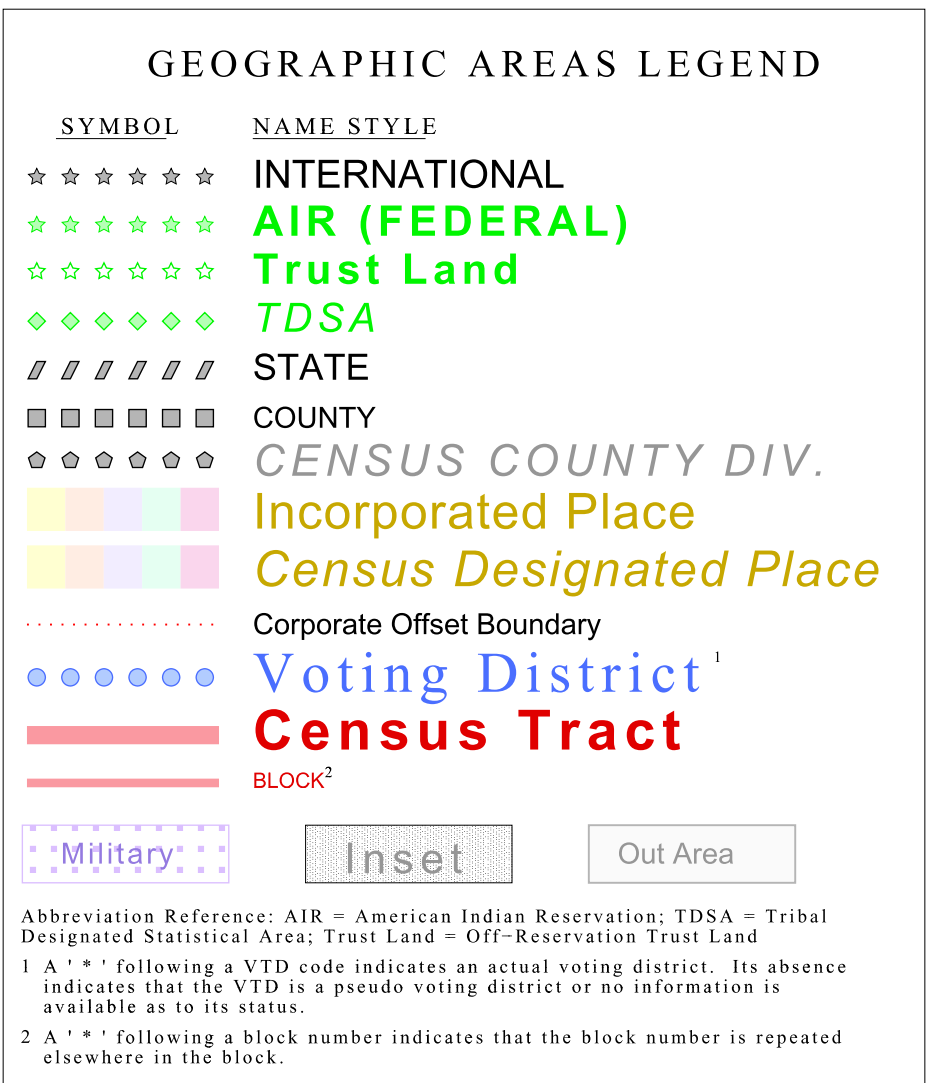 GEOGRAPHIC AREAS LEGEND
SYMBOL NAME STYLE
INTERNATIONAL
AIR (FEDERAL)
Trust Land
TDSA
STATE
COUNTY
CENSUS COUNTY DIV.
Incorporated Place
Census Designated Place
Corporate Offset Boundary
Voting District 1
Census Tract
BLOCK2
Military Inset Out Area
Abbreviation Reference: AIR = American Indian Reservation; TDSA = Tribal
Designated Statistical Area; Trust Land = Off-Reservation Trust Land
1 A ' * ' following a VTD code indicates an actual voting district. Its absence
indicates that the VTD is a pseudo voting district or no information is
available as to its status.
2 A ' * ' following a block number indicates that the block number is repeated
elsewhere in the block.